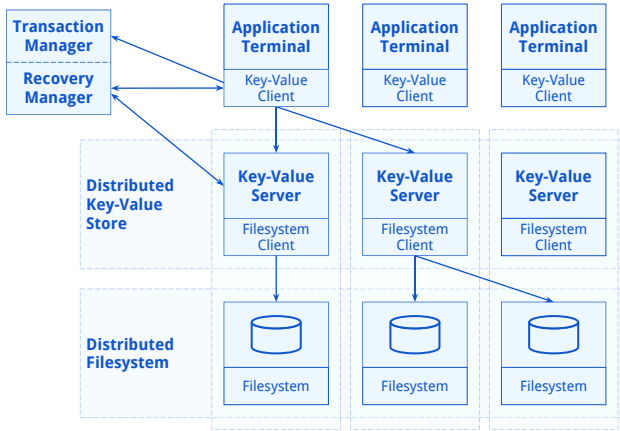 Transaction
Manager
Recovery
Manager
Application
Terminal
Key-Value
Client
Application
Terminal
Key-Value
Client
Application
Terminal
Key-Value
Client
Distributed
Key-Value
Store
Key-Value
Server
Filesystem
Client
Key-Value
Server
Filesystem
Client
Key-Value
Server
Filesystem
Client
Distributed
Filesystem
Filesystem
Filesystem
Filesystem